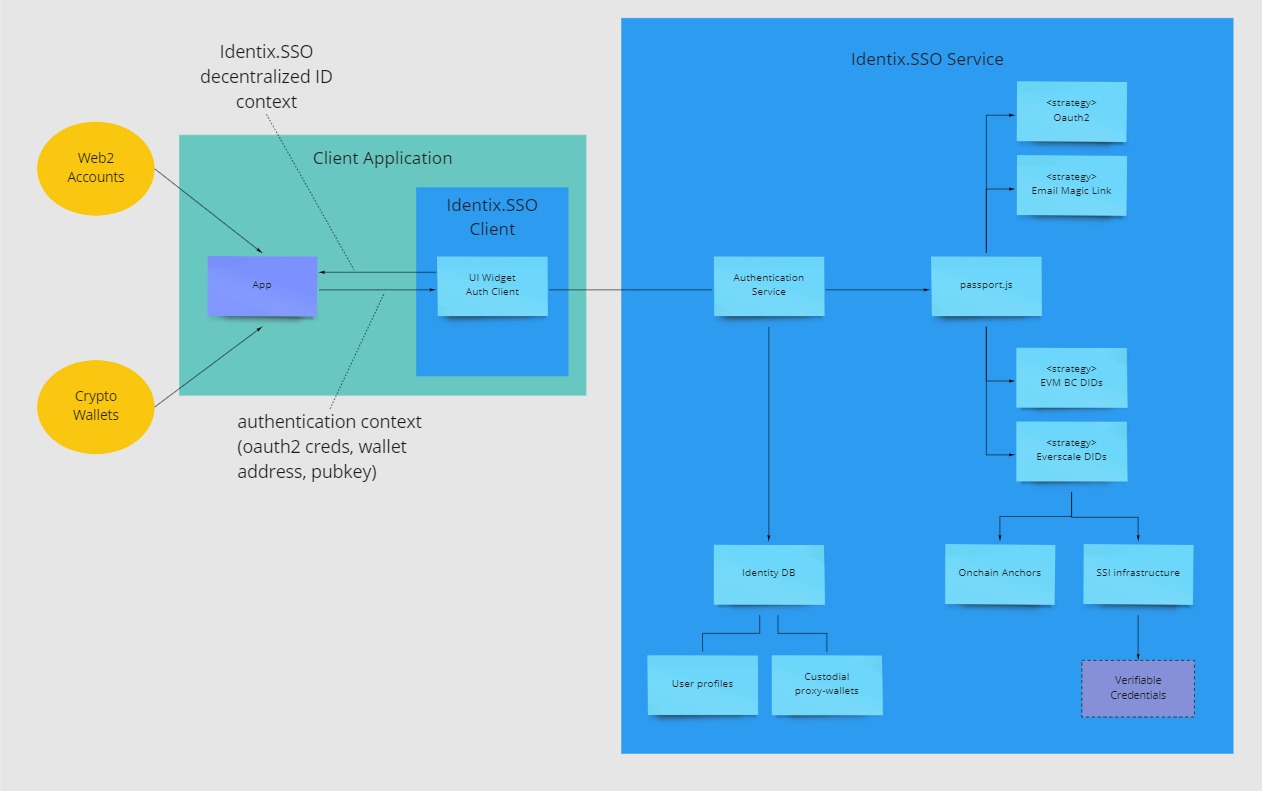 Identix.SSO
decentralized ID
context
Web2
Accounts
Crypto
Wallets
Client Application
App
Identix.SSO
Client
UI Widget
Auth Client
authentication context
(oauth2 creds, wallet
address, pubkey)
Identix.SSO Service
Authentication
Service
passport.js
<strategy>
Oauth2
<strategy>
Email Magic Link
<strategy>
EVM BC DIDs
<strategy>
Everscale DIDs
Identity DB
Onchain Anchors
SSI infrastructure
User profiles
Custodial
proxy-wallets
Verifiable
Credentials